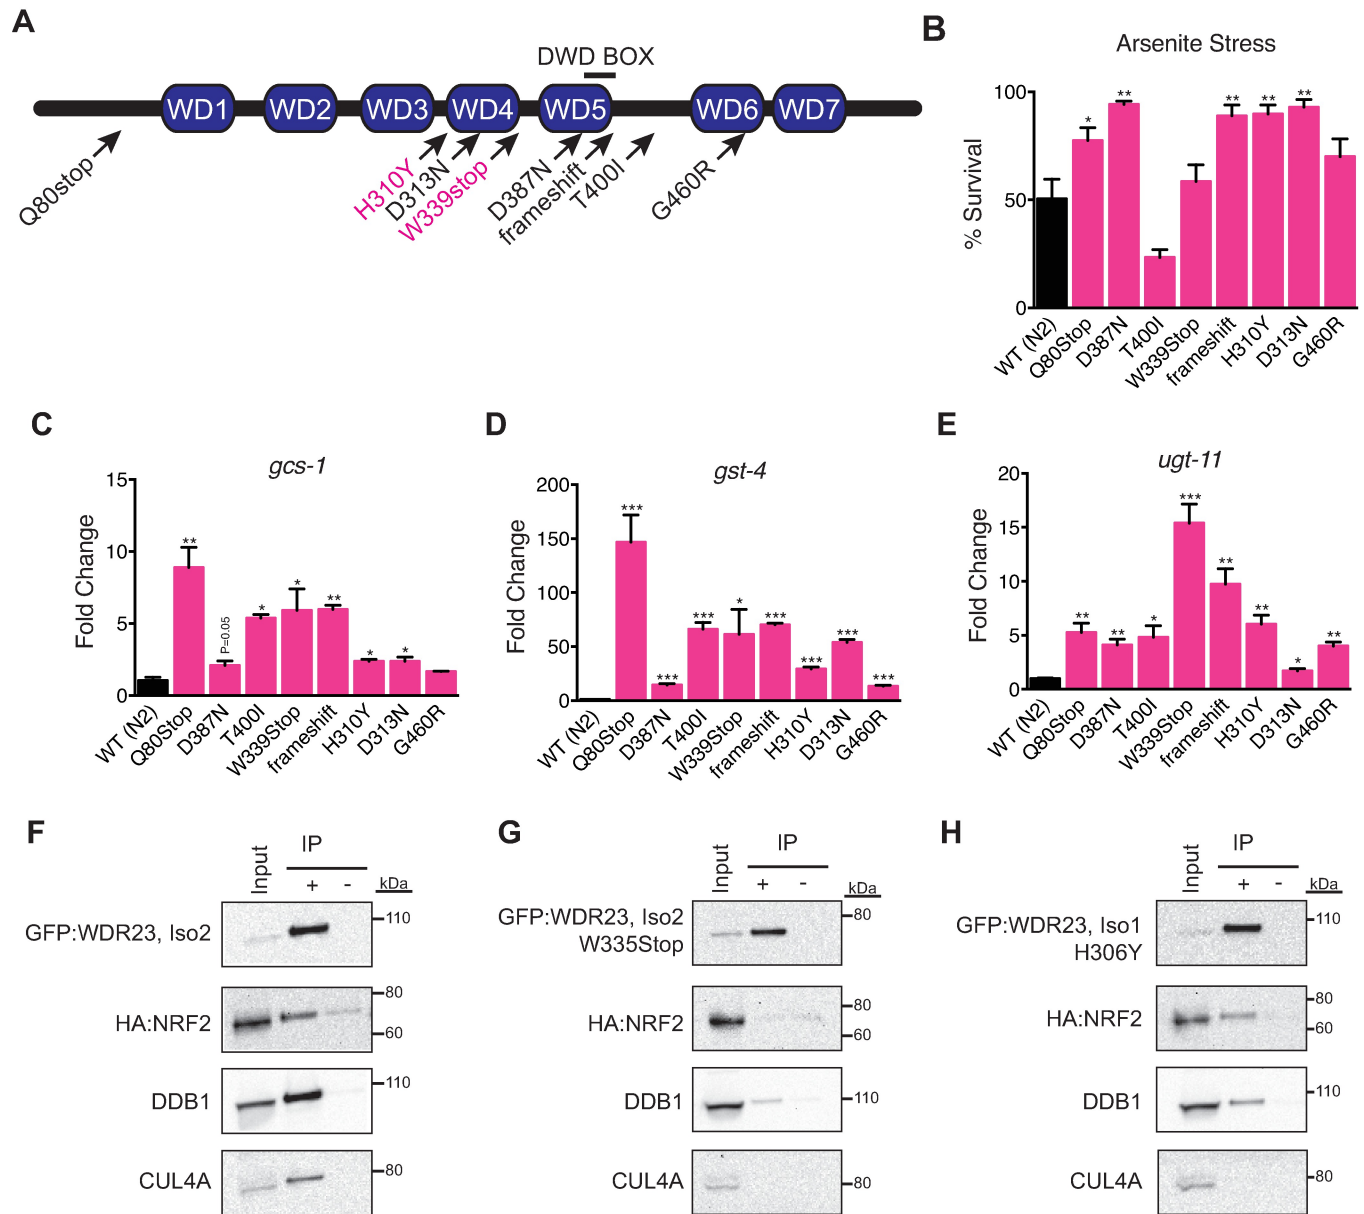 A
DWD BOX
WD1 WD2 WD3 WD4 WD5 WD6 WD7
Q80stop
H310Y
D313N
W339stop
D387N
frameshift
T400I
G460R
B
Arsenite Stress
% Survival
100
50
0
* ** ** ** **
WT (N2)
Q80Stop
D387N
T400I
W339Stop
frameshift
H310Y
D313N
G460R
C
gcs-1
Fold Change
15
10
5
0
** P=0.05 * * ** * *
WT (N2)
Q80Stop
D387N
T400I
W339Stop
frameshift
H310Y
D313N
G460R
D
gst-4
Fold Change
200
150
100
50
0
*** *** *** * *** *** *** ***
WT (N2)
Q80Stop
D387N
T400I
W339Stop
frameshift
H310Y
D313N
G460R
E
ugt-11
Fold Change
20
15
10
5
0
** ** * *** ** ** * **
WT (N2)
Q80Stop
D387N
T400I
W339Stop
frameshift
H310Y
D313N
G460R
F
Input
IP
+ -
kDa
GFP:WDR23, Iso2
110
HA:NRF2
80
60
DDB1
110
CUL4A
80
G
Input
IP
+ -
kDa
GFP:WDR23, Iso2
W335Stop
80
HA:NRF2
80
60
DDB1
110
CUL4A
80
H
Input
IP
+ -
kDa
GFP:WDR23, Iso1
H306Y
110
HA:NRF2
80
60
DDB1
110
CUL4A
80